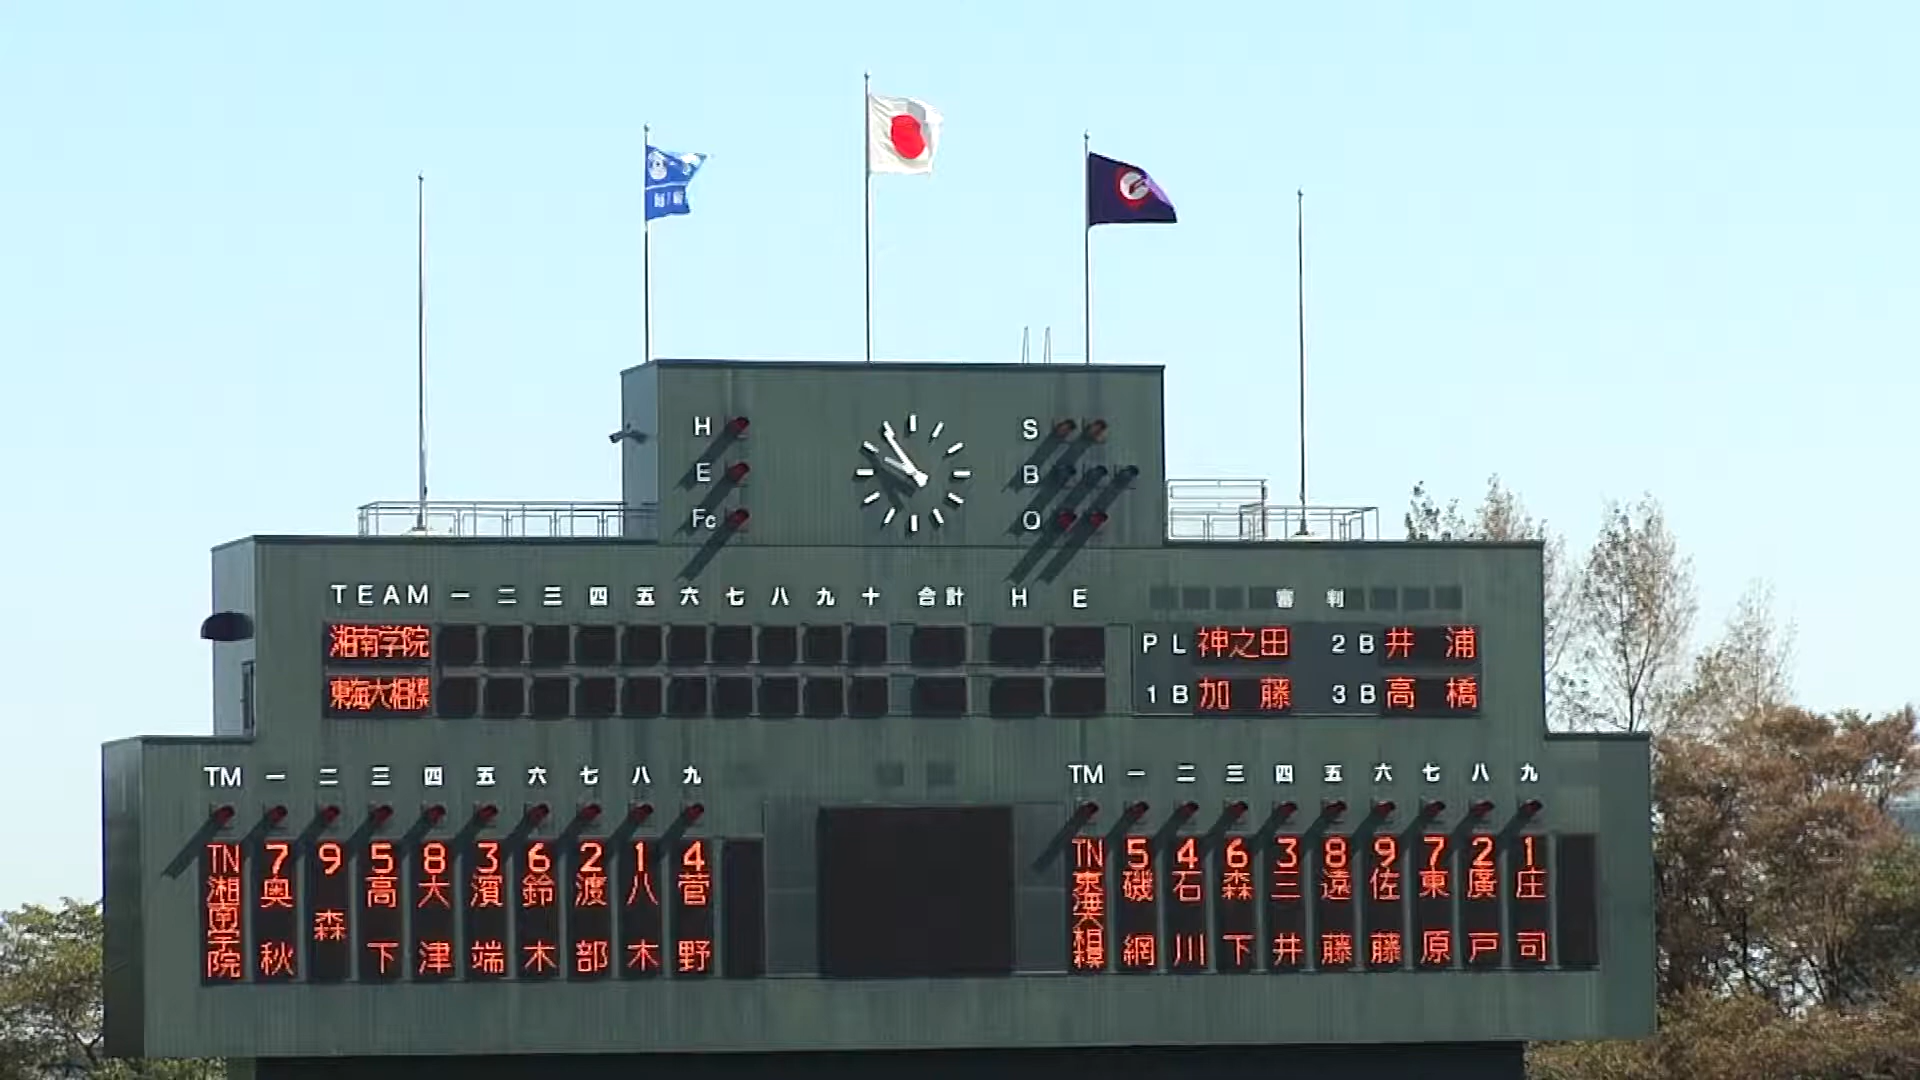 H
S
E
B
Fc
O
TEAM 一 二 三 四 五 六 七 八 九 十 合計 H E
審判
湘南学院
PL 神之田 2B 井浦
東海大相模
1B 加藤 3B 高橋
TM 一 二 三 四 五 六 七 八 九
TN 7 9 5 8 3 6 2 1 4
湘南学院 奥秋 森 高下 大津 濱端 鈴木 渡部 八木 菅野
TM 一 二 三 四 五 六 七 八 九
TN 5 4 6 3 8 9 7 2 1
東海大相模 磯網 石川 森下 三井 遠藤 佐藤 東原 廣戸 庄司